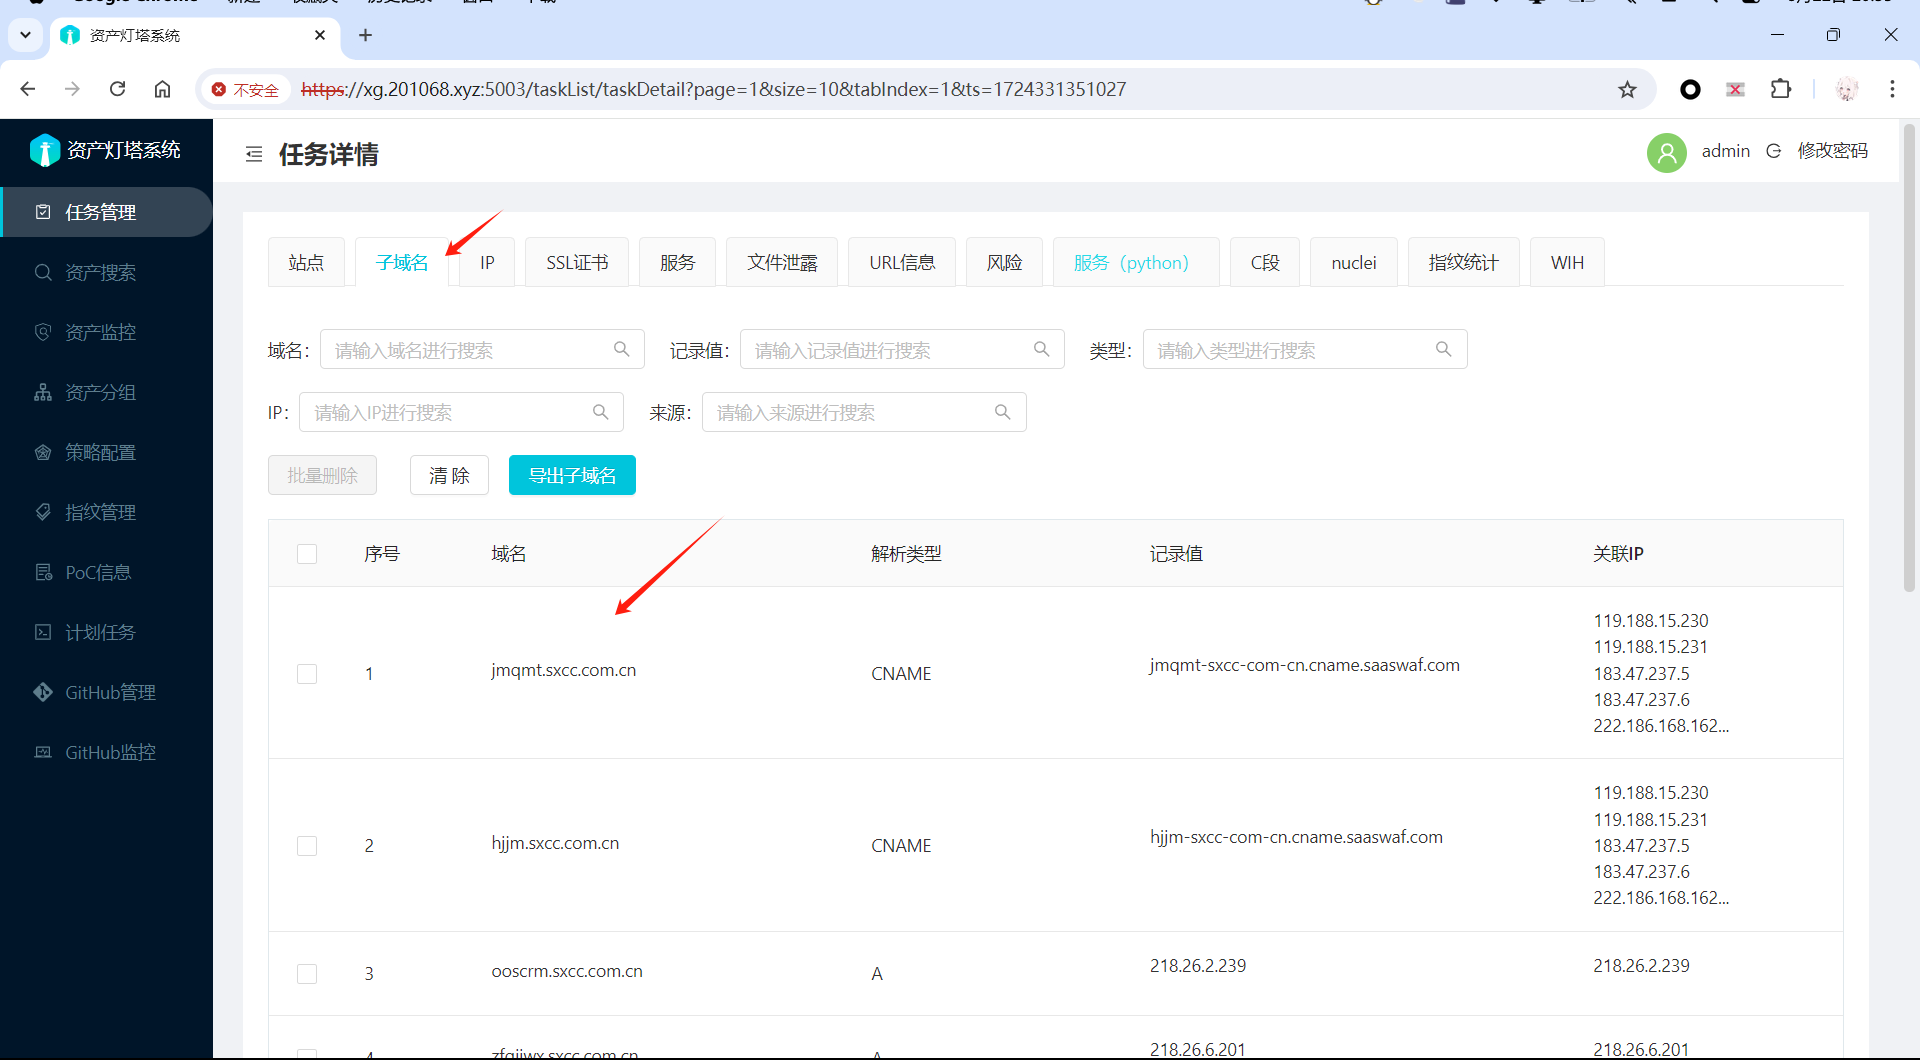 资产灯塔系统
不安全 https://xg.201068.xyz:5003/taskList/taskDetail?page=1&size=10&tabIndex=1&ts=1724331351027
资产灯塔系统
任务详情
admin 修改密码
任务管理
资产搜索
资产监控
资产分组
策略配置
指纹管理
PoC信息
计划任务
GitHub管理
GitHub监控
站点 子域名 IP SSL证书 服务 文件泄露 URL信息 风险 服务（python） C段 nuclei 指纹统计 WIH
域名： 请输入域名进行搜索 记录值： 请输入记录值进行搜索 类型： 请输入类型进行搜索
IP： 请输入IP进行搜索 来源： 请输入来源进行搜索
批量删除 清 除 导出子域名
序号 域名 解析类型 记录值 关联IP
1 jmqmt.sxcc.com.cn CNAME jmqmt-sxcc-com-cn.cname.saaswaf.com
119.188.15.230
119.188.15.231
183.47.237.5
183.47.237.6
222.186.168.162...
2 hjjm.sxcc.com.cn CNAME hjjm-sxcc-com-cn.cname.saaswaf.com
119.188.15.230
119.188.15.231
183.47.237.5
183.47.237.6
222.186.168.162...
3 ooscrm.sxcc.com.cn A 218.26.2.239 218.26.2.239
4 A 218.26.6.201 218.26.6.201